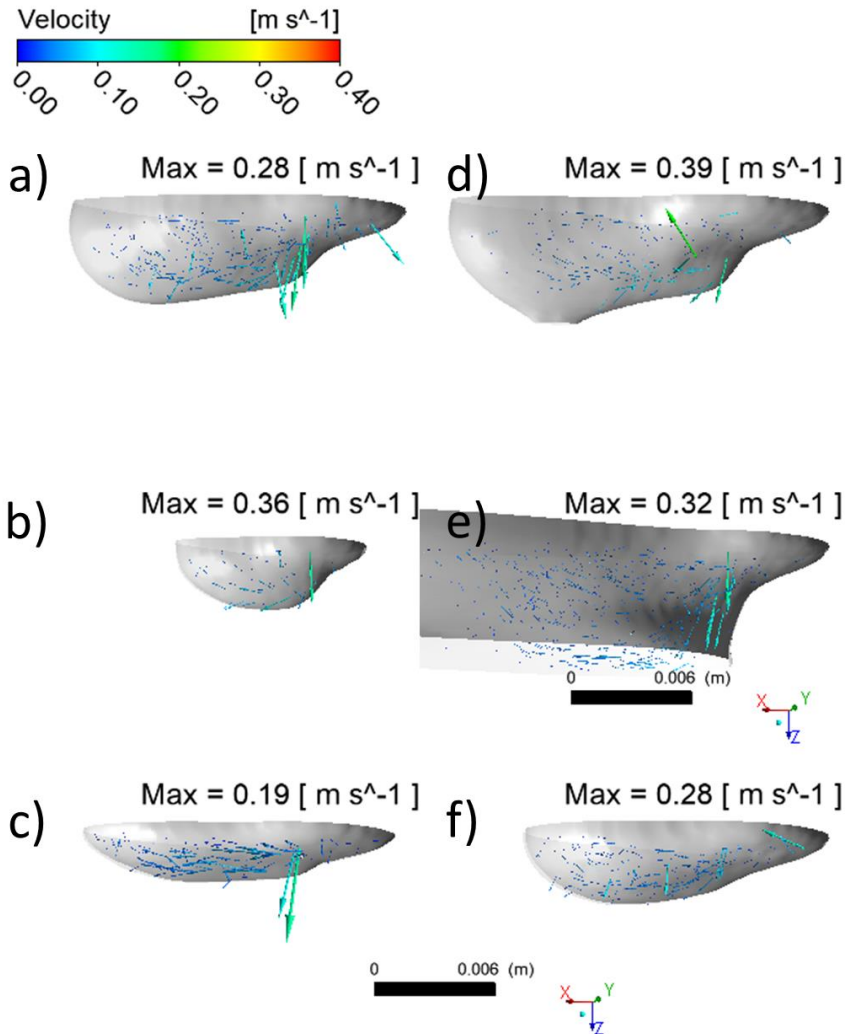 Velocity [m s^-1]
0.00 0.10 0.20 0.30 0.40
a) Max = 0.28 [ m s^-1 ]
d) Max = 0.39 [ m s^-1 ]
b) Max = 0.36 [ m s^-1 ]
e) Max = 0.32 [ m s^-1 ]
0 0.006 (m)
X Y
Z
c) Max = 0.19 [ m s^-1 ]
f) Max = 0.28 [ m s^-1 ]
0 0.006 (m)
X Y
Z